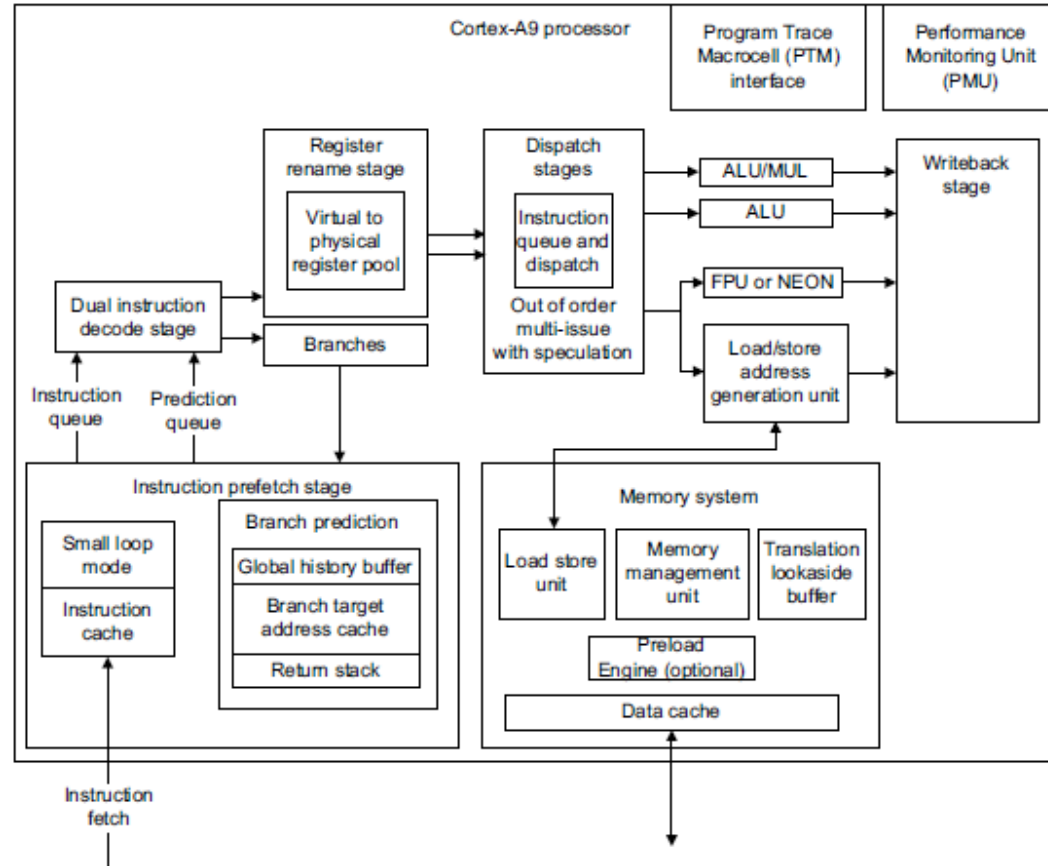 Cortex-A9 processor
Program Trace
Macrocell (PTM)
interface
Performance
Monitoring Unit
(PMU)
Register
rename stage
Virtual to
physical
register pool
Dispatch
stages
Instruction
queue and
dispatch
Out of order
multi-issue
with speculation
ALU/MUL
ALU
FPU or NEON
Load/store
address
generation unit
Writeback
stage
Dual instruction
decode stage
Branches
Instruction
queue
Prediction
queue
Instruction prefetch stage
Small loop
mode
Instruction
cache
Branch prediction
Global history buffer
Branch target
address cache
Return stack
Memory system
Load store
unit
Memory
management
unit
Translation
lookaside
buffer
Preload
Engine (optional)
Data cache
Instruction
fetch